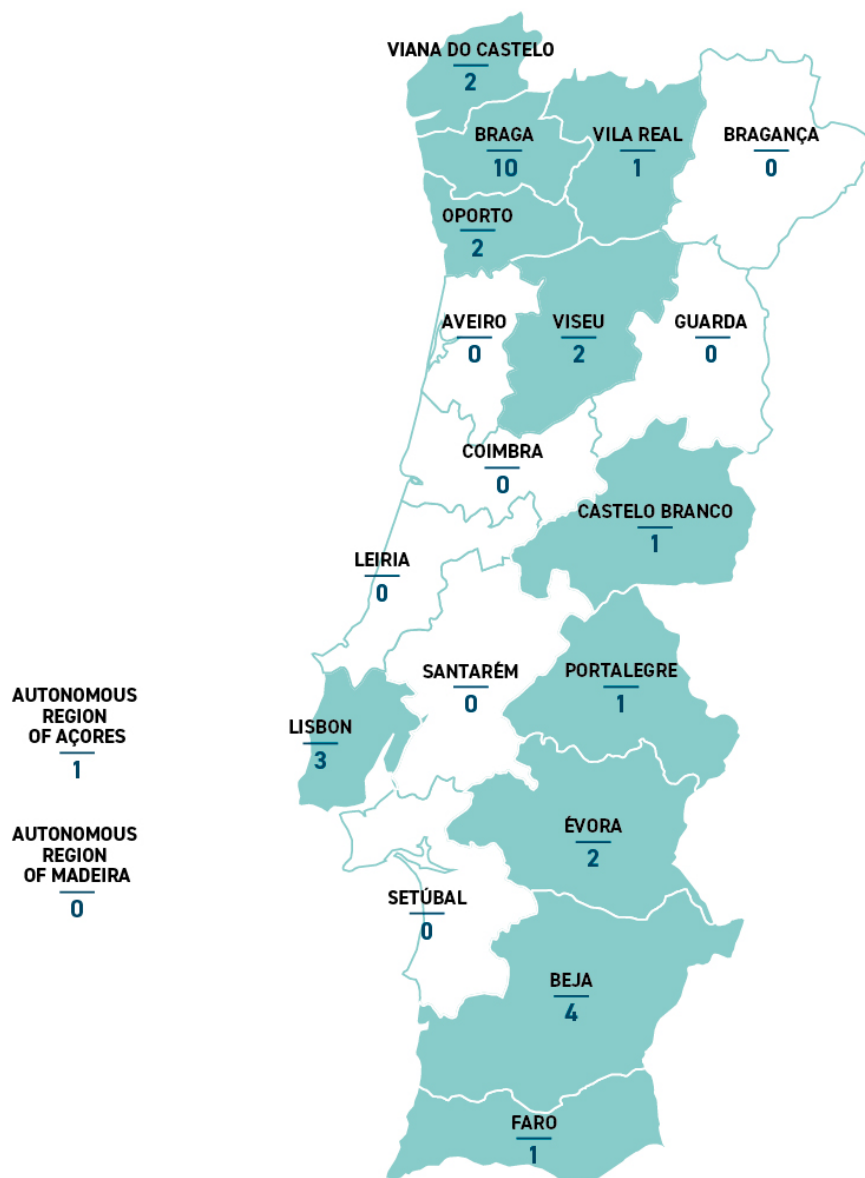 VIANA DO CASTELO
2
BRAGA
10
VILA REAL
1
BRAGANÇA
0
OPORTO
2
AVEIRO
0
VISEU
2
GUARDA
0
COIMBRA
0
CASTELO BRANCO
1
LEIRIA
0
SANTARÉM
0
PORTALEGRE
1
AUTONOMOUS
REGION
OF AÇORES
1
LISBON
3
ÉVORA
2
AUTONOMOUS
REGION
OF MADEIRA
0
SETÚBAL
0
BEJA
4
FARO
1